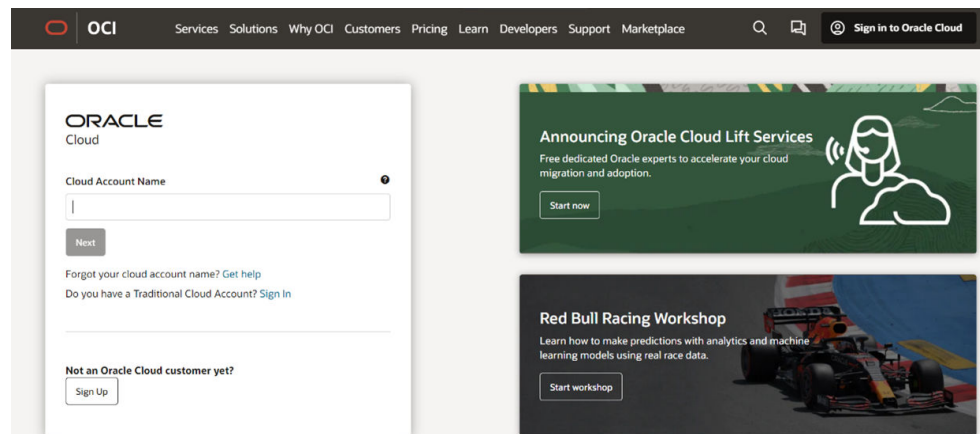 OCI
Services Solutions Why OCI Customers Pricing Learn Developers Support Marketplace
Sign in to Oracle Cloud
ORACLE
Cloud
Cloud Account Name
Next
Forgot your cloud account name? Get help
Do you have a Traditional Cloud Account? Sign In
Not an Oracle Cloud customer yet?
Sign Up
Announcing Oracle Cloud Lift Services
Free dedicated Oracle experts to accelerate your cloud
migration and adoption.
Start now
Red Bull Racing Workshop
Learn how to make predictions with analytics and machine
learning models using real race data.
Start workshop
HONDA